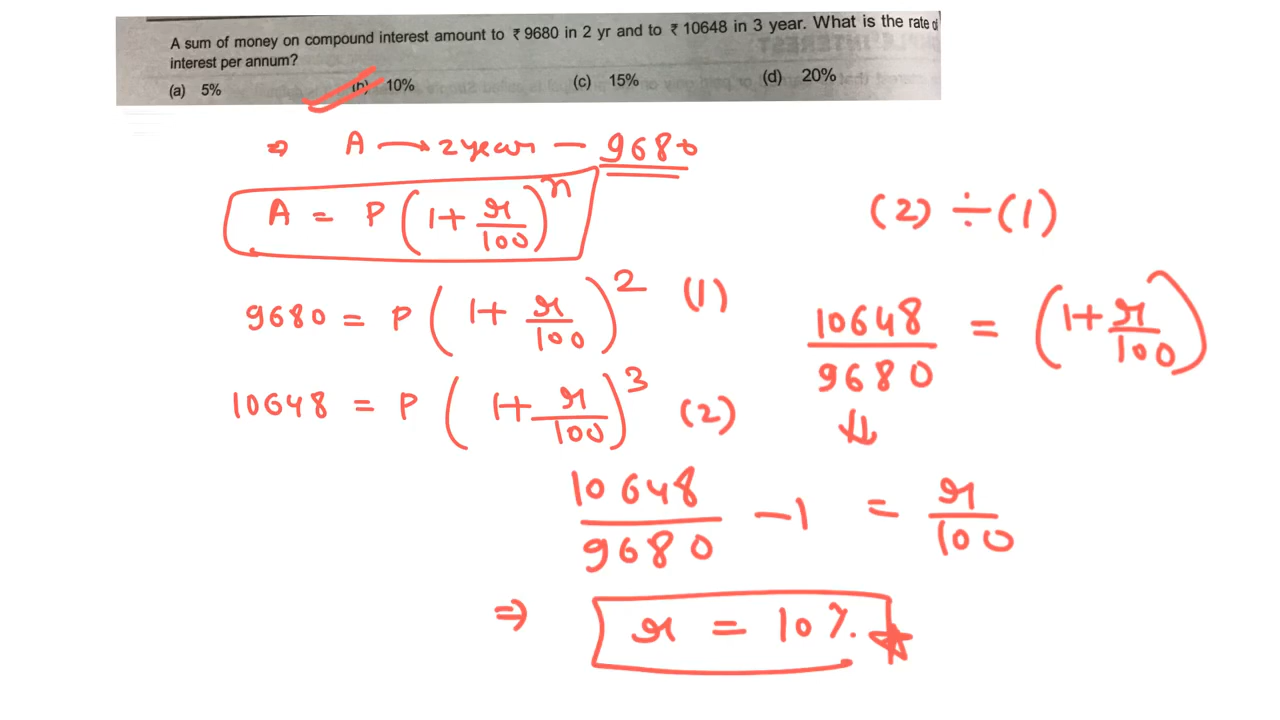 A sum of money on compound interest amount to ₹ 9680 in 2 yr and to ₹ 10648 in 3 year. What is the rate of
interest per annum?
(a) 5% (b) 10% (c) 15% (d) 20%
⇒ A → 2 year – 9680
A = P (1 + r/100)^n
9680 = P (1 + r/100)^2 (1)
10648 = P (1 + r/100)^3 (2)
(2) ÷ (1)
10648/9680 = (1 + r/100)
⇓
10648/9680 – 1 = r/100
⇒ r = 10%.